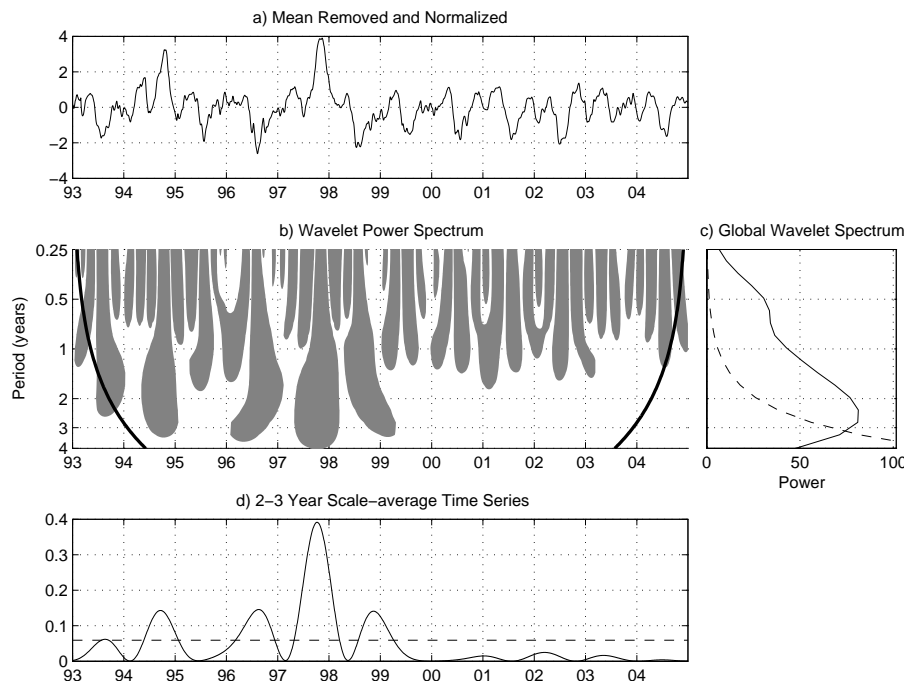 a) Mean Removed and Normalized
4
2
0
−2
−4
93 94 95 96 97 98 99 00 01 02 03 04
b) Wavelet Power Spectrum
Period (years)
0.25
0.5
1
2
3
4
93 94 95 96 97 98 99 00 01 02 03 04
c) Global Wavelet Spectrum
0 50 100
Power
d) 2−3 Year Scale−average Time Series
0.4
0.3
0.2
0.1
0
93 94 95 96 97 98 99 00 01 02 03 04